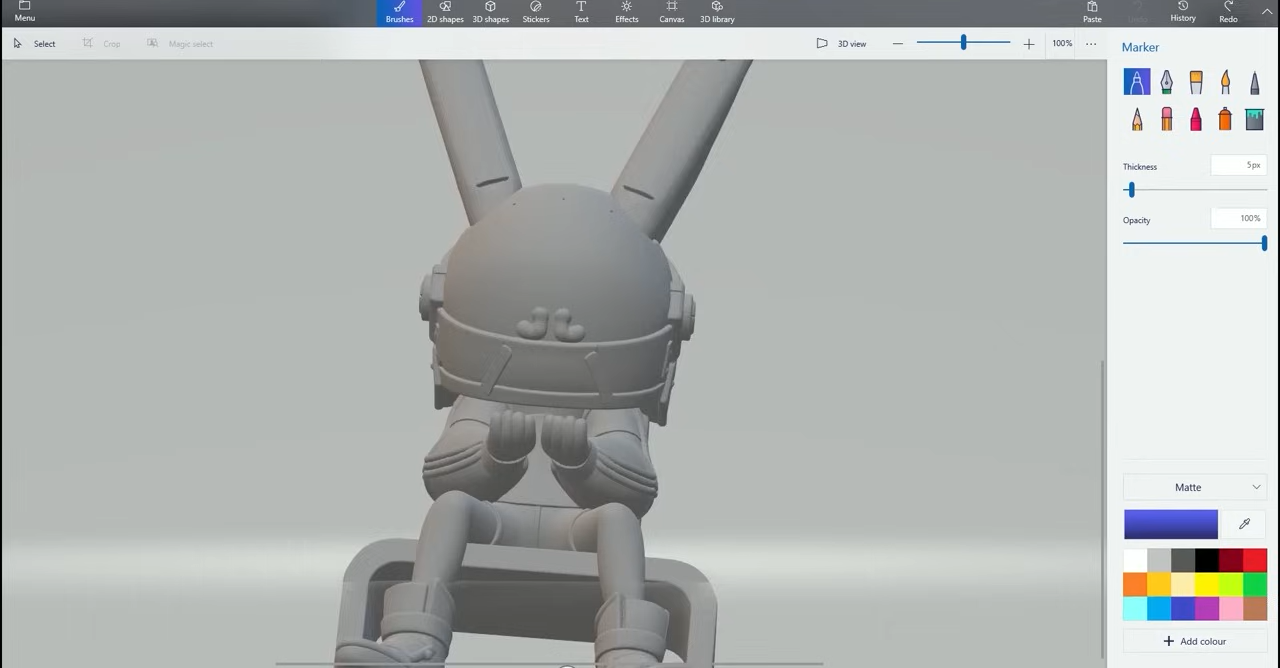 Menu
Brushes
2D shapes
3D shapes
Stickers
Text
Effects
Canvas
3D library
Paste
Undo
History
Redo
Select
Crop
Magic select
3D view
100%
Marker
Thickness
5px
Opacity
100%
Matte
Add colour